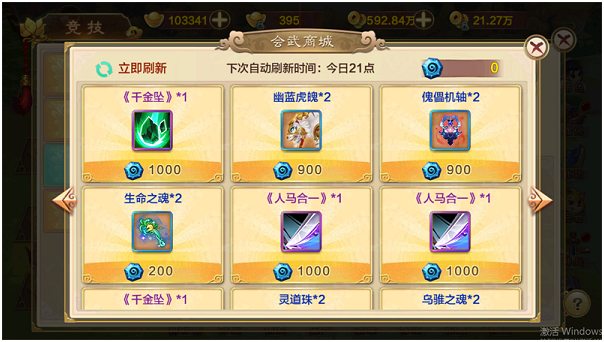 竞技
103341
395
592.84万
21.27万
会武商城
立即刷新
下次自动刷新时间：今日21点
0
《千金坠》*1
幽蓝虎魄*2
傀儡机轴*2
1000
900
900
生命之魂*2
《人马合一》*1
《人马合一》*1
200
1000
1000
《千金坠》*1
灵道珠*2
乌骓之魂*2
?
激活 Windows